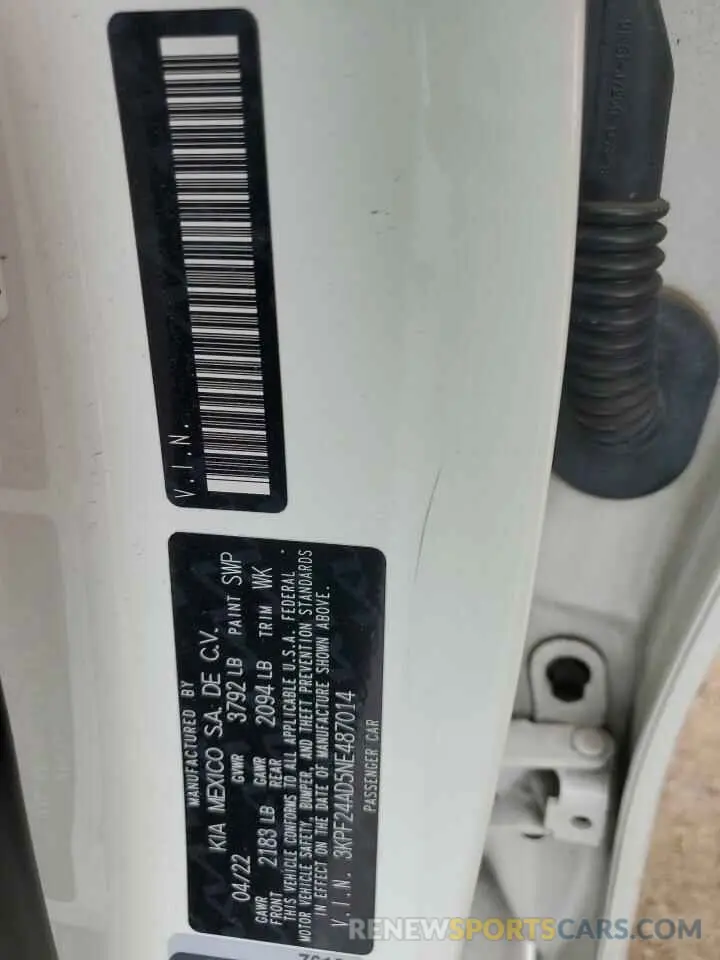 V.I.N.
MANUFACTURED BY
KIA MEXICO S.A. DE C.V.
04/22 GVWR 3792 LB PAINT SWP
GAWR FRONT 2183 LB GAWR REAR 2094 LB TRIM WK
THIS VEHICLE CONFORMS TO ALL APPLICABLE U.S.A. FEDERAL
MOTOR VEHICLE SAFETY, BUMPER, AND THEFT PREVENTION STANDARDS
IN EFFECT ON THE DATE OF MANUFACTURE SHOWN ABOVE.
V.I.N. 3KPF24AD5NE487014
PASSENGER CAR
RENEWSPORTSCARS.COM